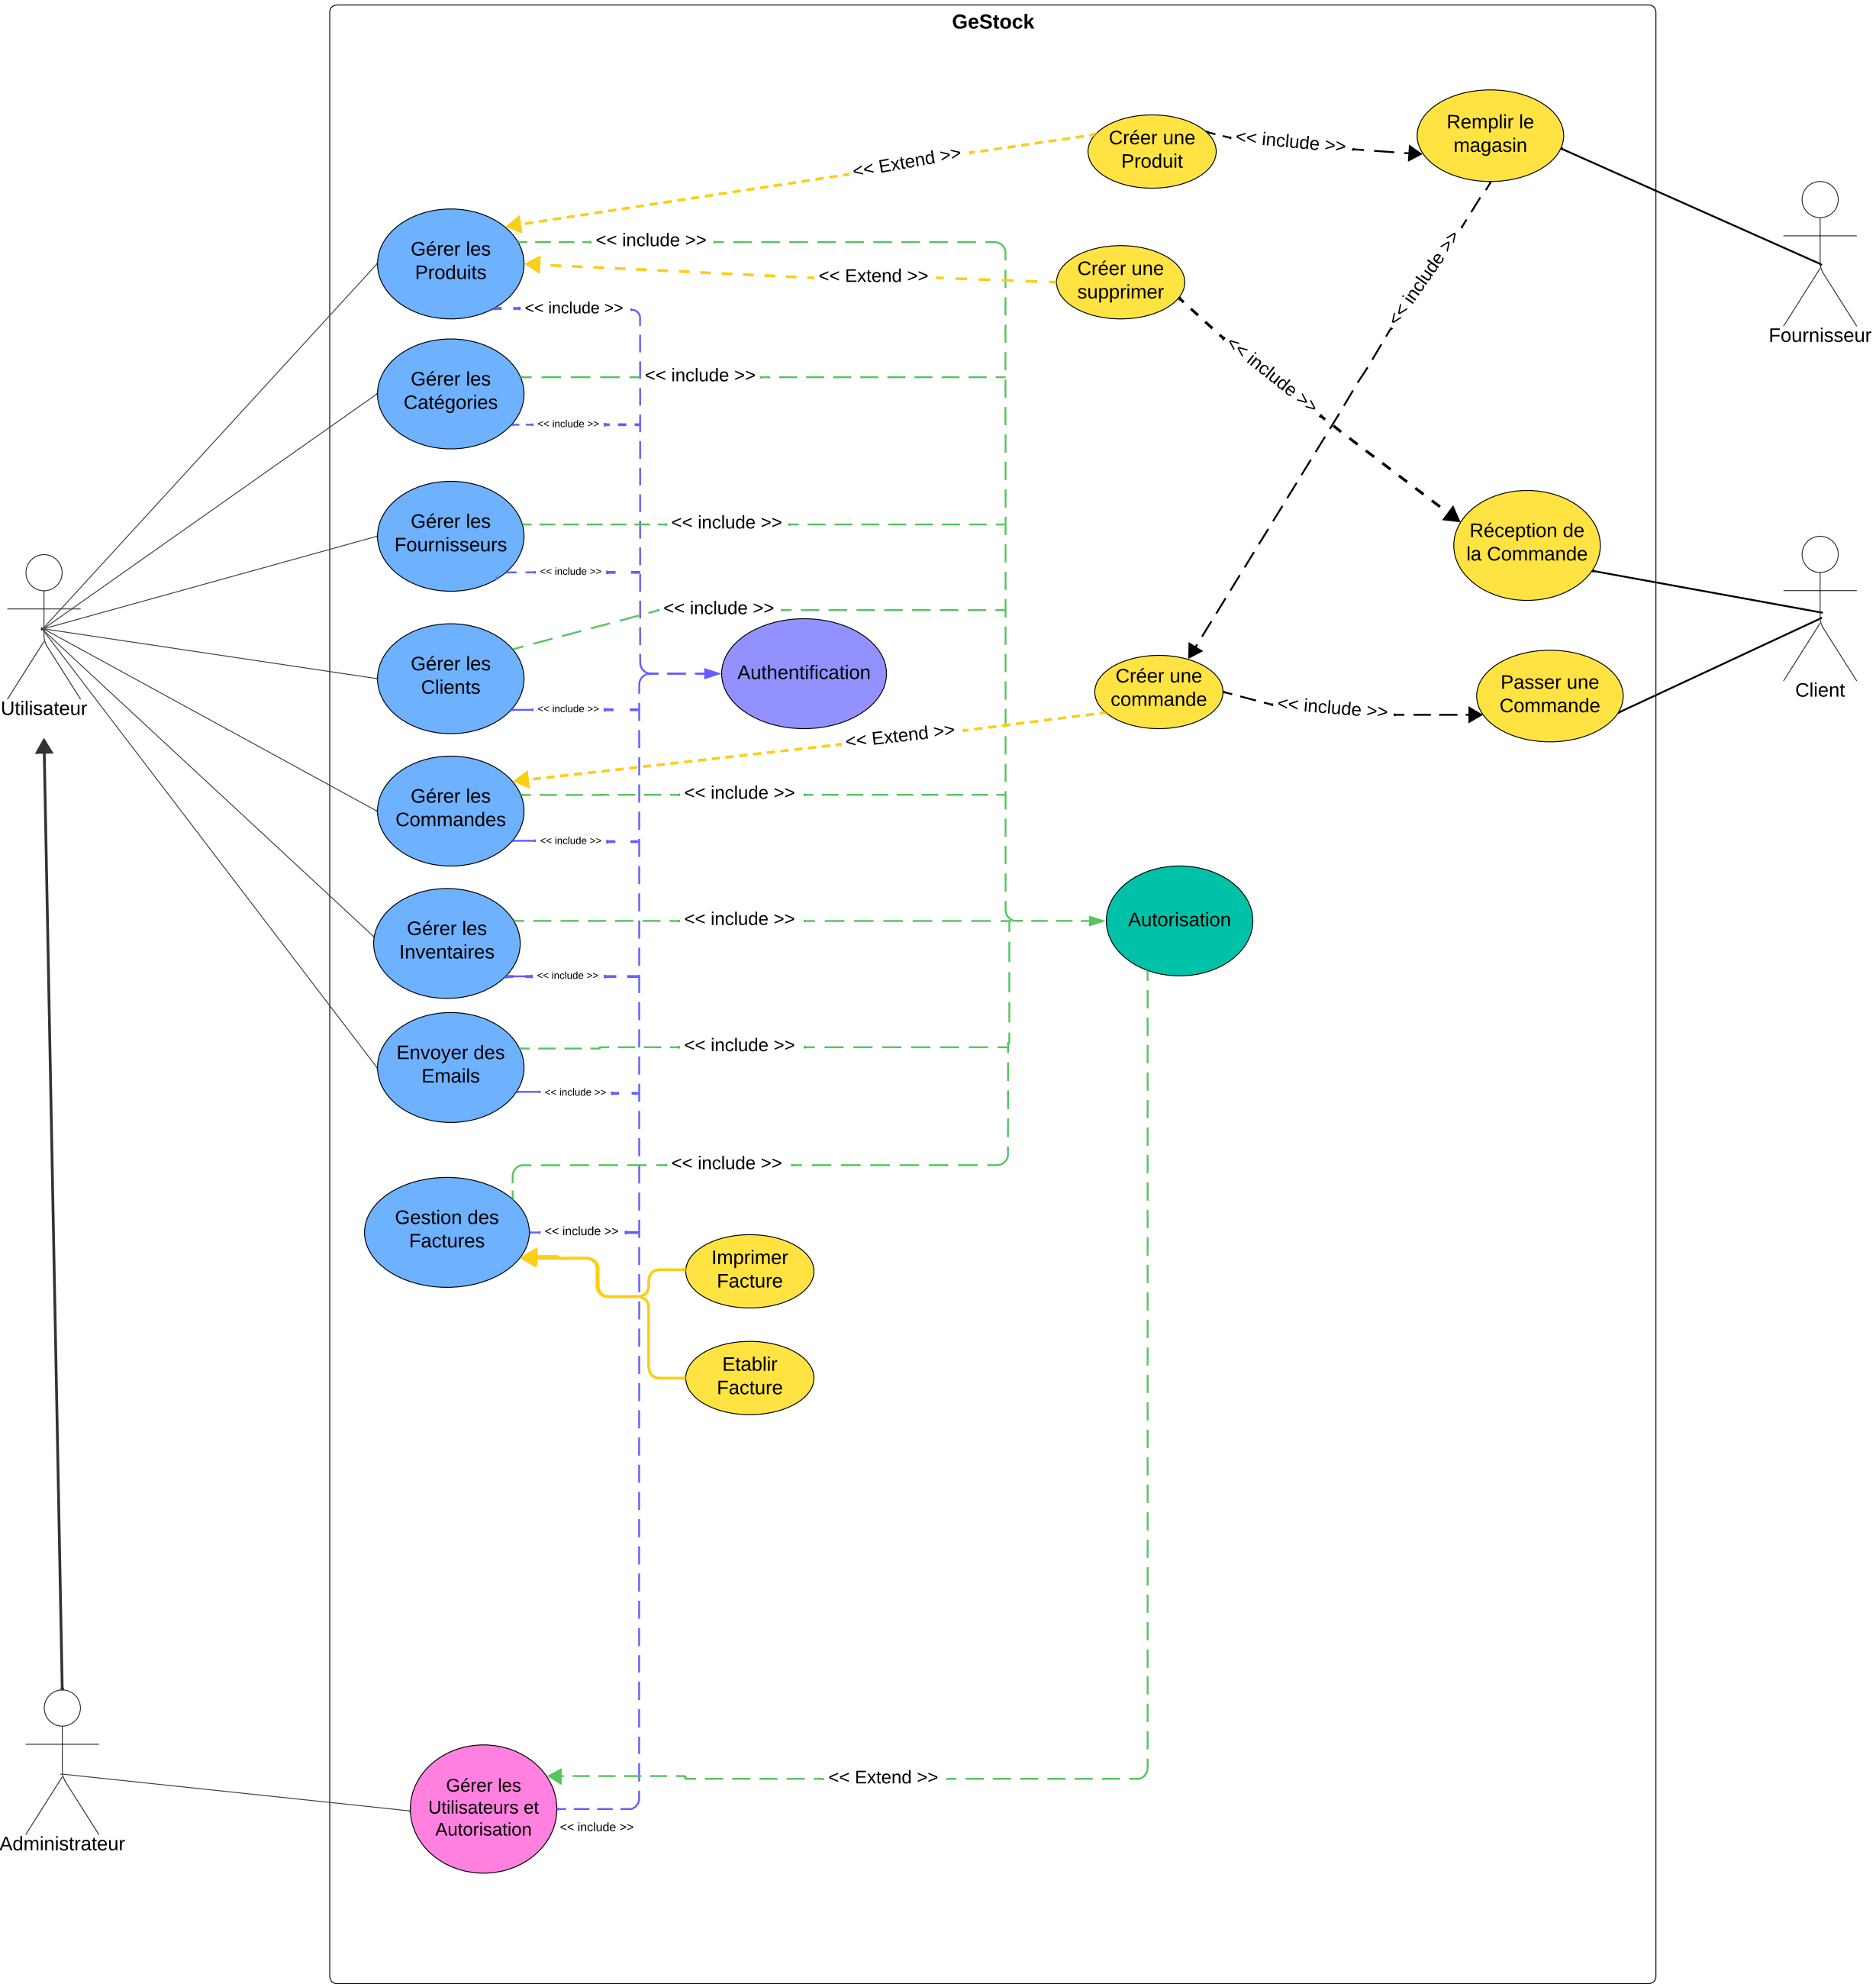 GeStock
Créer une
Produit
<< include >>
Remplir le
magasin
<< Extend >>
Gérer les
Produits
<< include >>
Créer une
supprimer
<< Extend >>
<< include >>
<< include >>
Fournisseur
<< include >>
Gérer les
Catégories
<< include >>
<< include >>
Gérer les
Fournisseurs
<< include >>
<< include >>
Réception de
la Commande
Utilisateur
Gérer les
Clients
<< include >>
<< include >>
Authentification
Créer une
commande
<< include >>
Passer une
Commande
Client
<< Extend >>
Gérer les
Commandes
<< include >>
<< include >>
Gérer les
Inventaires
<< include >>
<< include >>
Autorisation
Envoyer des
Emails
<< include >>
<< include >>
<< include >>
Gestion des
Factures
<< include >>
Imprimer
Facture
Etablir
Facture
Gérer les
Utilisateurs et
Autorisation
<< Extend >>
<< include >>
Administrateur